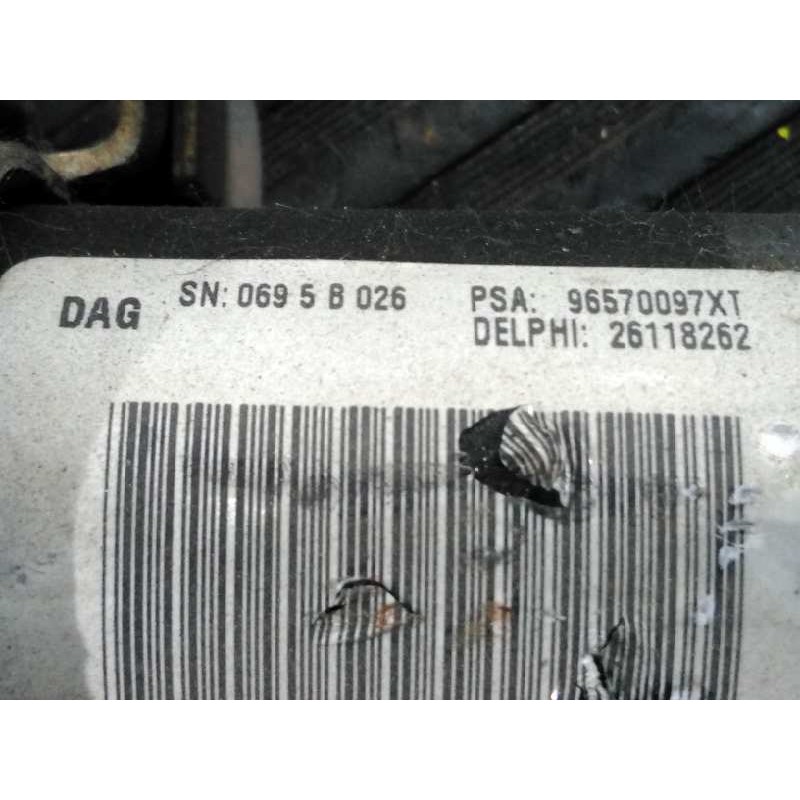 DAG SN: 069 5 B 026 PSA: 96570097XT
DELPHI: 26118262